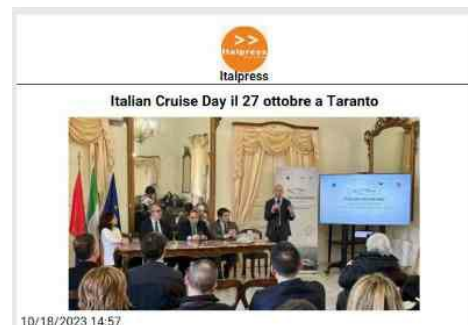 >>
Italpress
Italpress
Italian Cruise Day il 27 ottobre a Taranto
10/18/2023 14:57